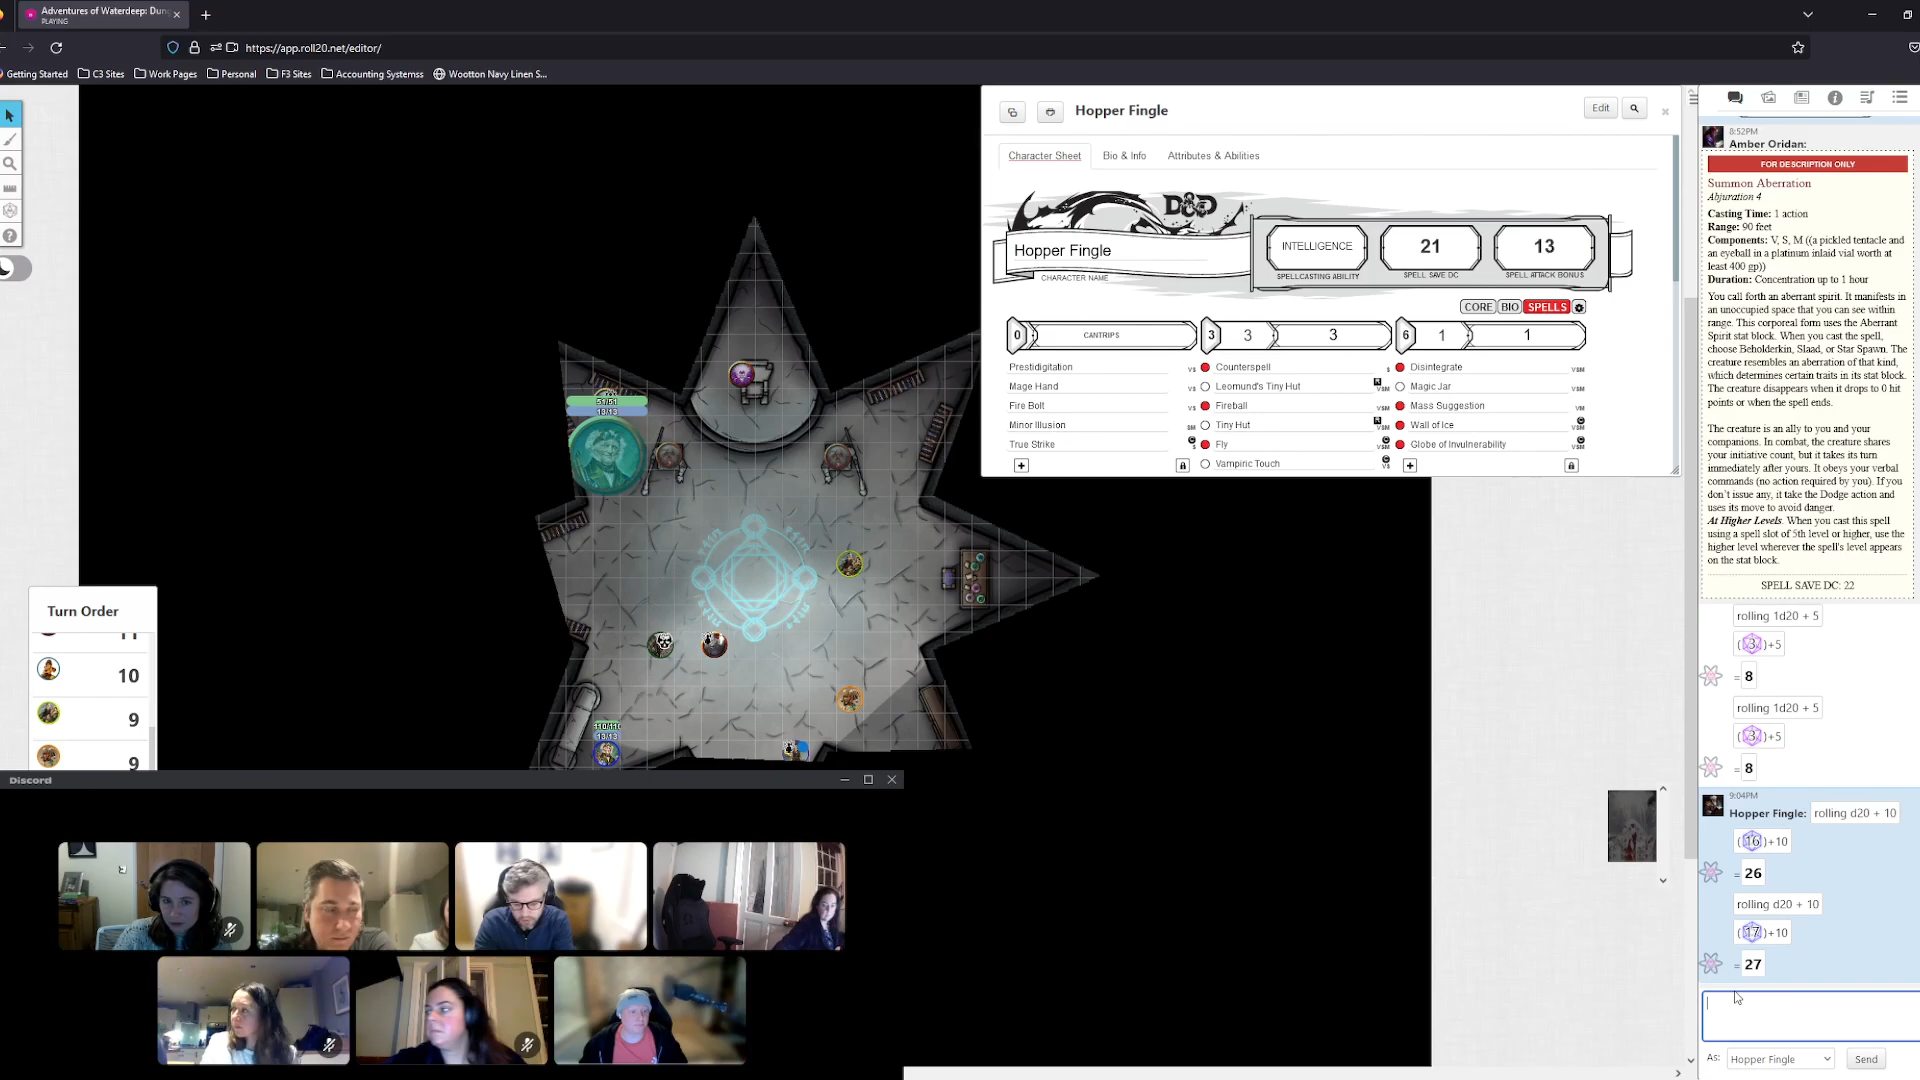 Adventures of Waterdeep: Dung
PLAYING
https://app.roll20.net/editor/
Getting Started
C3 Sites
Work Pages
Personal
F3 Sites
Accounting Systemss
Wootton Navy Linen S...
Hopper Fingle
Edit
Character Sheet
Bio & Info
Attributes & Abilities
D&D
Hopper Fingle
CHARACTER NAME
INTELLIGENCE
SPELLCASTING ABILITY
21
SPELL SAVE DC
13
SPELL ATTACK BONUS
CORE
BIO
SPELLS
0
CANTRIPS
Prestidigitation
Mage Hand
Fire Bolt
Minor Illusion
True Strike
3
3
3
Counterspell
Leomund's Tiny Hut
Fireball
Tiny Hut
Fly
Vampiric Touch
6
1
1
Disintegrate
Magic Jar
Mass Suggestion
Wall of Ice
Globe of Invulnerability
51/51
13/13
110/110
13/13
Turn Order
11
10
9
9
Discord
8:52PM
Amber Oridan:
FOR DESCRIPTION ONLY
Summon Aberration
Abjuration 4
Casting Time: 1 action
Range: 90 feet
Components: V, S, M ((a pickled tentacle and
an eyeball in a platinum inlaid vial worth at
least 400 gp))
Duration: Concentration up to 1 hour
You call forth an aberrant spirit. It manifests in
an unoccupied space that you can see within
range. This corporeal form uses the Aberrant
Spirit stat block. When you cast the spell,
choose Beholderkin, Slaad, or Star Spawn. The
creature resembles an aberration of that kind,
which determines certain traits in its stat block.
The creature disappears when it drops to 0 hit
points or when the spell ends.
The creature is an ally to you and your
companions. In combat, the creature shares
your initiative count, but it takes its turn
immediately after yours. It obeys your verbal
commands (no action required by you). If you
don't issue any, it take the Dodge action and
uses its move to avoid danger.
At Higher Levels. When you cast this spell
using a spell slot of 5th level or higher, use the
higher level wherever the spell's level appears
on the stat block.
SPELL SAVE DC: 22
rolling 1d20 + 5
(3)+5
= 8
rolling 1d20 + 5
(3)+5
= 8
9:04PM
Hopper Fingle: rolling d20 + 10
(16)+10
= 26
rolling d20 + 10
(17)+10
= 27
As: Hopper Fingle
Send